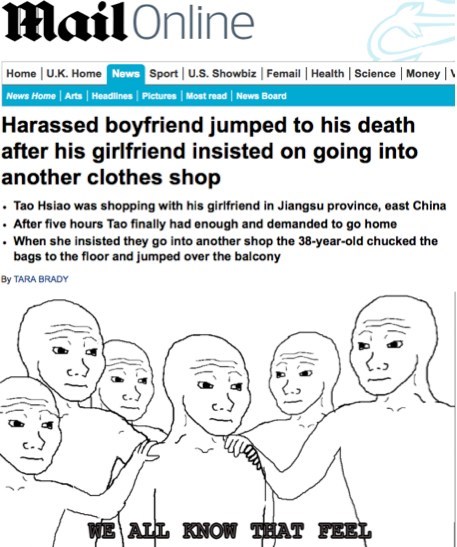 Mail Online
Home | U.K. Home | News | Sport | U.S. Showbiz | Femail | Health | Science | Money |
News Home | Arts | Headlines | Pictures | Most read | News Board
Harassed boyfriend jumped to his death
after his girlfriend insisted on going into
another clothes shop
• Tao Hsiao was shopping with his girlfriend in Jiangsu province, east China
• After five hours Tao finally had enough and demanded to go home
• When she insisted they go into another shop the 38-year-old chucked the
bags to the floor and jumped over the balcony
By TARA BRADY
WE ALL KNOW THAT FEEL